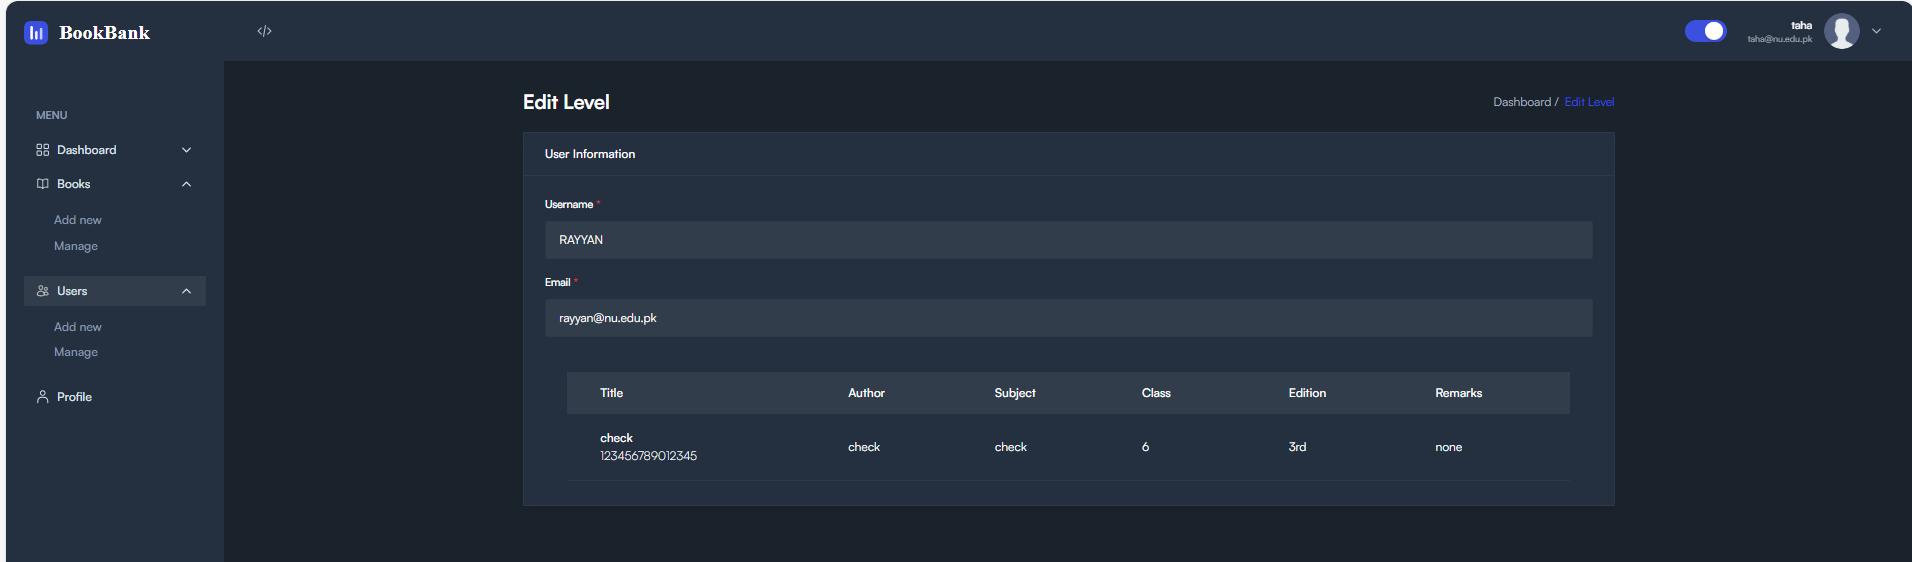 BookBank
</>
taha
taha@nu.edu.pk
MENU
Dashboard
Books
Add new
Manage
Users
Add new
Manage
Profile
Edit Level
Dashboard / Edit Level
User Information
Username *
RAYYAN
Email *
rayyan@nu.edu.pk
Title Author Subject Class Edition Remarks
check
123456789012345
check check 6 3rd none